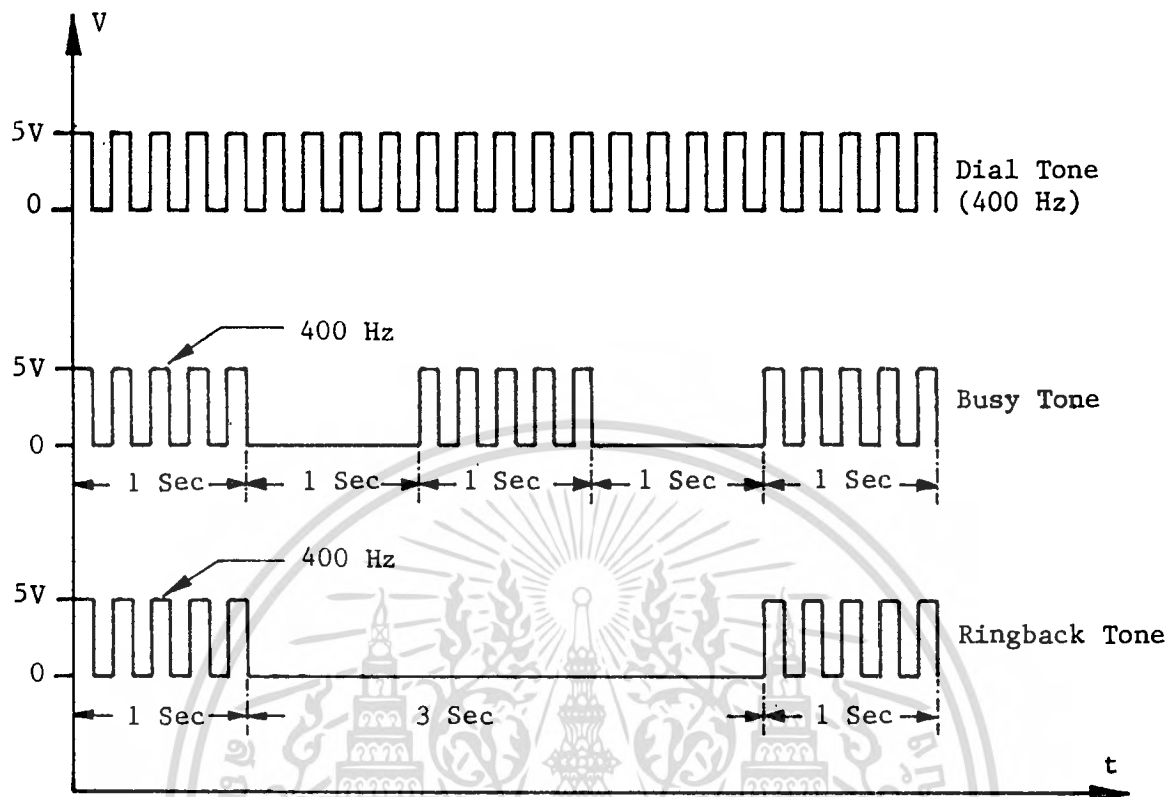 V
5V
0
Dial Tone
(400 Hz)
400 Hz
5V
0
Busy Tone
1 Sec
1 Sec
1 Sec
1 Sec
1 Sec
400 Hz
5V
0
Ringback Tone
1 Sec
3 Sec
1 Sec
t